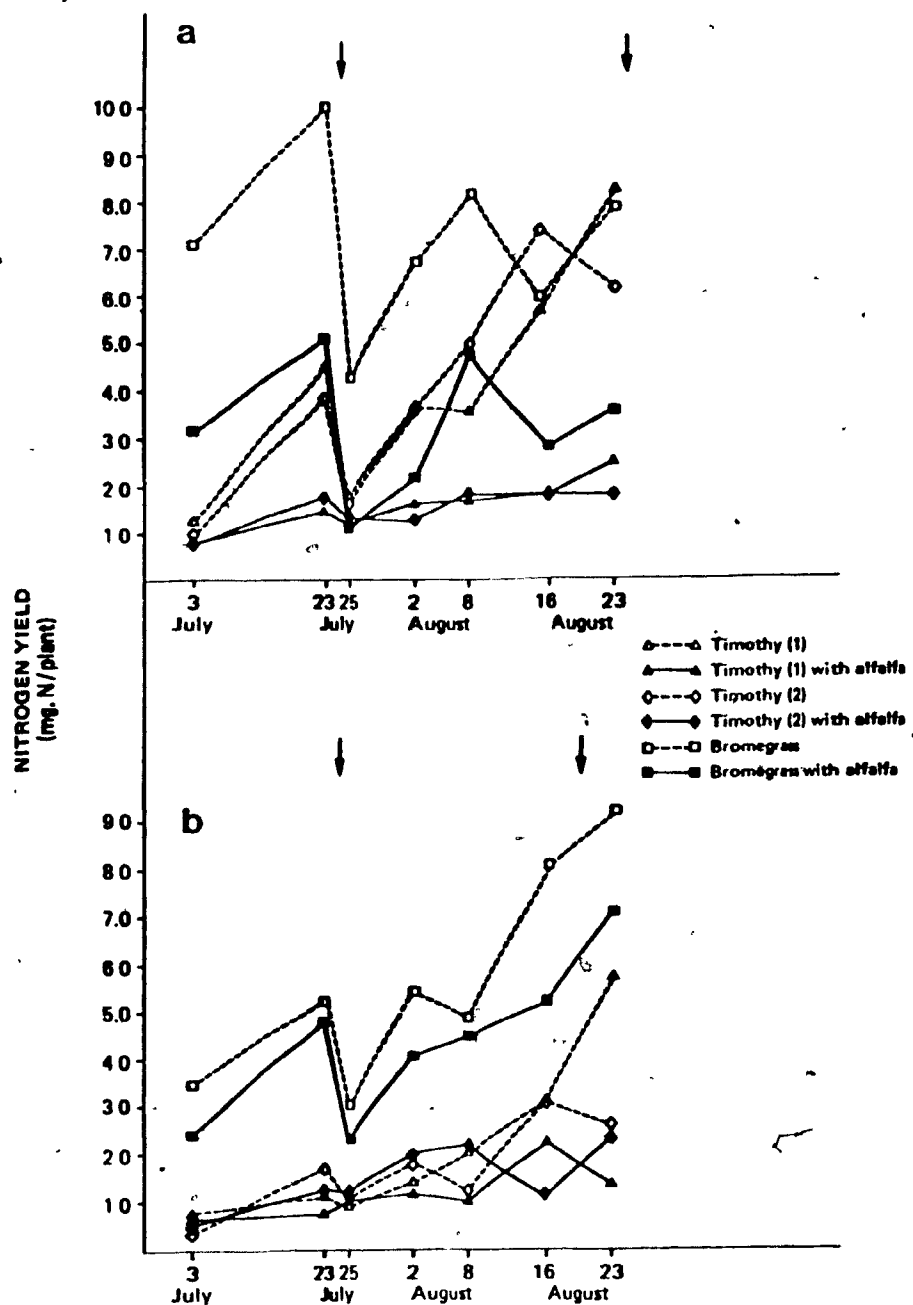 a
10.0
9.0
8.0
7.0
6.0
5.0
4.0
3.0
2.0
1.0
3 23 25 2 8 16 23
July July August August
NITROGEN YIELD
(mg. N/plant)
Timothy (1)
Timothy (1) with alfalfa
Timothy (2)
Timothy (2) with alfalfa
Bromegrass
Bromegrass with alfalfa
b
9.0
8.0
7.0
6.0
5.0
4.0
3.0
2.0
1.0
3 23 25 2 8 16 23
July July August August